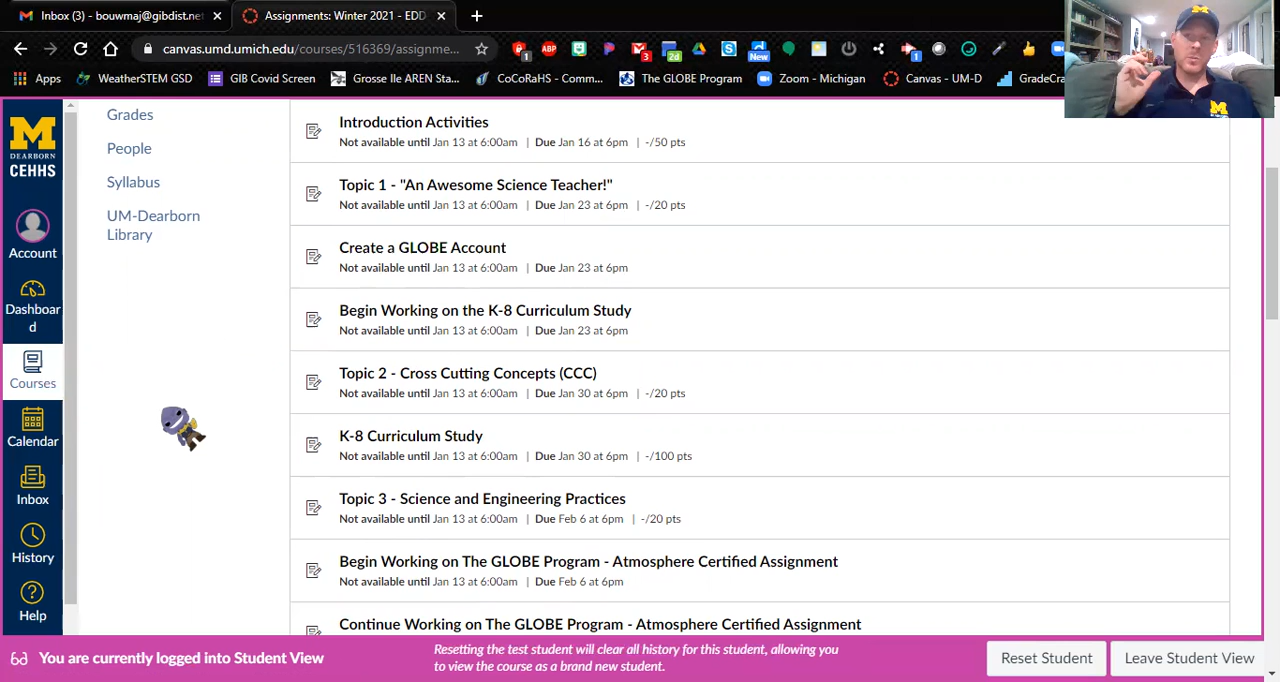 Inbox (3) - bouwmaj@gibdist.net
Assignments: Winter 2021 - EDD
canvas.umd.umich.edu/courses/516369/assignme...
1
ABP
3
2d
New
1
Apps
WeatherSTEM GSD
GIB Covid Screen
Grosse Ile AREN Sta...
CoCoRaHS - Comm...
The GLOBE Program
Zoom - Michigan
Canvas - UM-D
GradeCra
M
DEARBORN
CEHHS
Account
Dashboar
d
Courses
Calendar
Inbox
History
Help
Grades
People
Syllabus
UM-Dearborn
Library
Introduction Activities
Not available until Jan 13 at 6:00am | Due Jan 16 at 6pm | -/50 pts
Topic 1 - "An Awesome Science Teacher!"
Not available until Jan 13 at 6:00am | Due Jan 23 at 6pm | -/20 pts
Create a GLOBE Account
Not available until Jan 13 at 6:00am | Due Jan 23 at 6pm
Begin Working on the K-8 Curriculum Study
Not available until Jan 13 at 6:00am | Due Jan 23 at 6pm
Topic 2 - Cross Cutting Concepts (CCC)
Not available until Jan 13 at 6:00am | Due Jan 30 at 6pm | -/20 pts
K-8 Curriculum Study
Not available until Jan 13 at 6:00am | Due Jan 30 at 6pm | -/100 pts
Topic 3 - Science and Engineering Practices
Not available until Jan 13 at 6:00am | Due Feb 6 at 6pm | -/20 pts
Begin Working on The GLOBE Program - Atmosphere Certified Assignment
Not available until Jan 13 at 6:00am | Due Feb 6 at 6pm
Continue Working on The GLOBE Program - Atmosphere Certified Assignment
You are currently logged into Student View
Resetting the test student will clear all history for this student, allowing you
to view the course as a brand new student.
Reset Student
Leave Student View